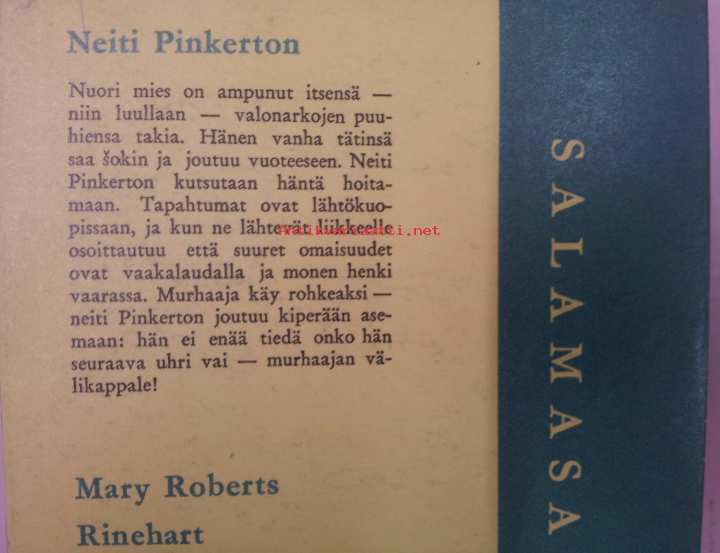 Neiti Pinkerton
Nuori mies on ampunut itsensä —
niin luullaan — valonarkojen puu-
hiensa takia. Hänen vanha tätinsä
saa šokin ja joutuu vuoteeseen. Neiti
Pinkerton kutsutaan häntä hoita-
maan. Tapahtumat ovat lähtökuo-
pissaan, ja kun ne lähtevät liikkeelle
osoittautuu että suuret omaisuudet
ovat vaakalaudalla ja monen henki
vaarassa. Murhaaja käy rohkeaksi —
neiti Pinkerton joutuu kiperään ase-
maan: hän ei enää tiedä onko hän
seuraava uhri vai — murhaajan vä-
likappale!
Mary Roberts
Rinehart
SALAMASA
Antikvariaatti.net